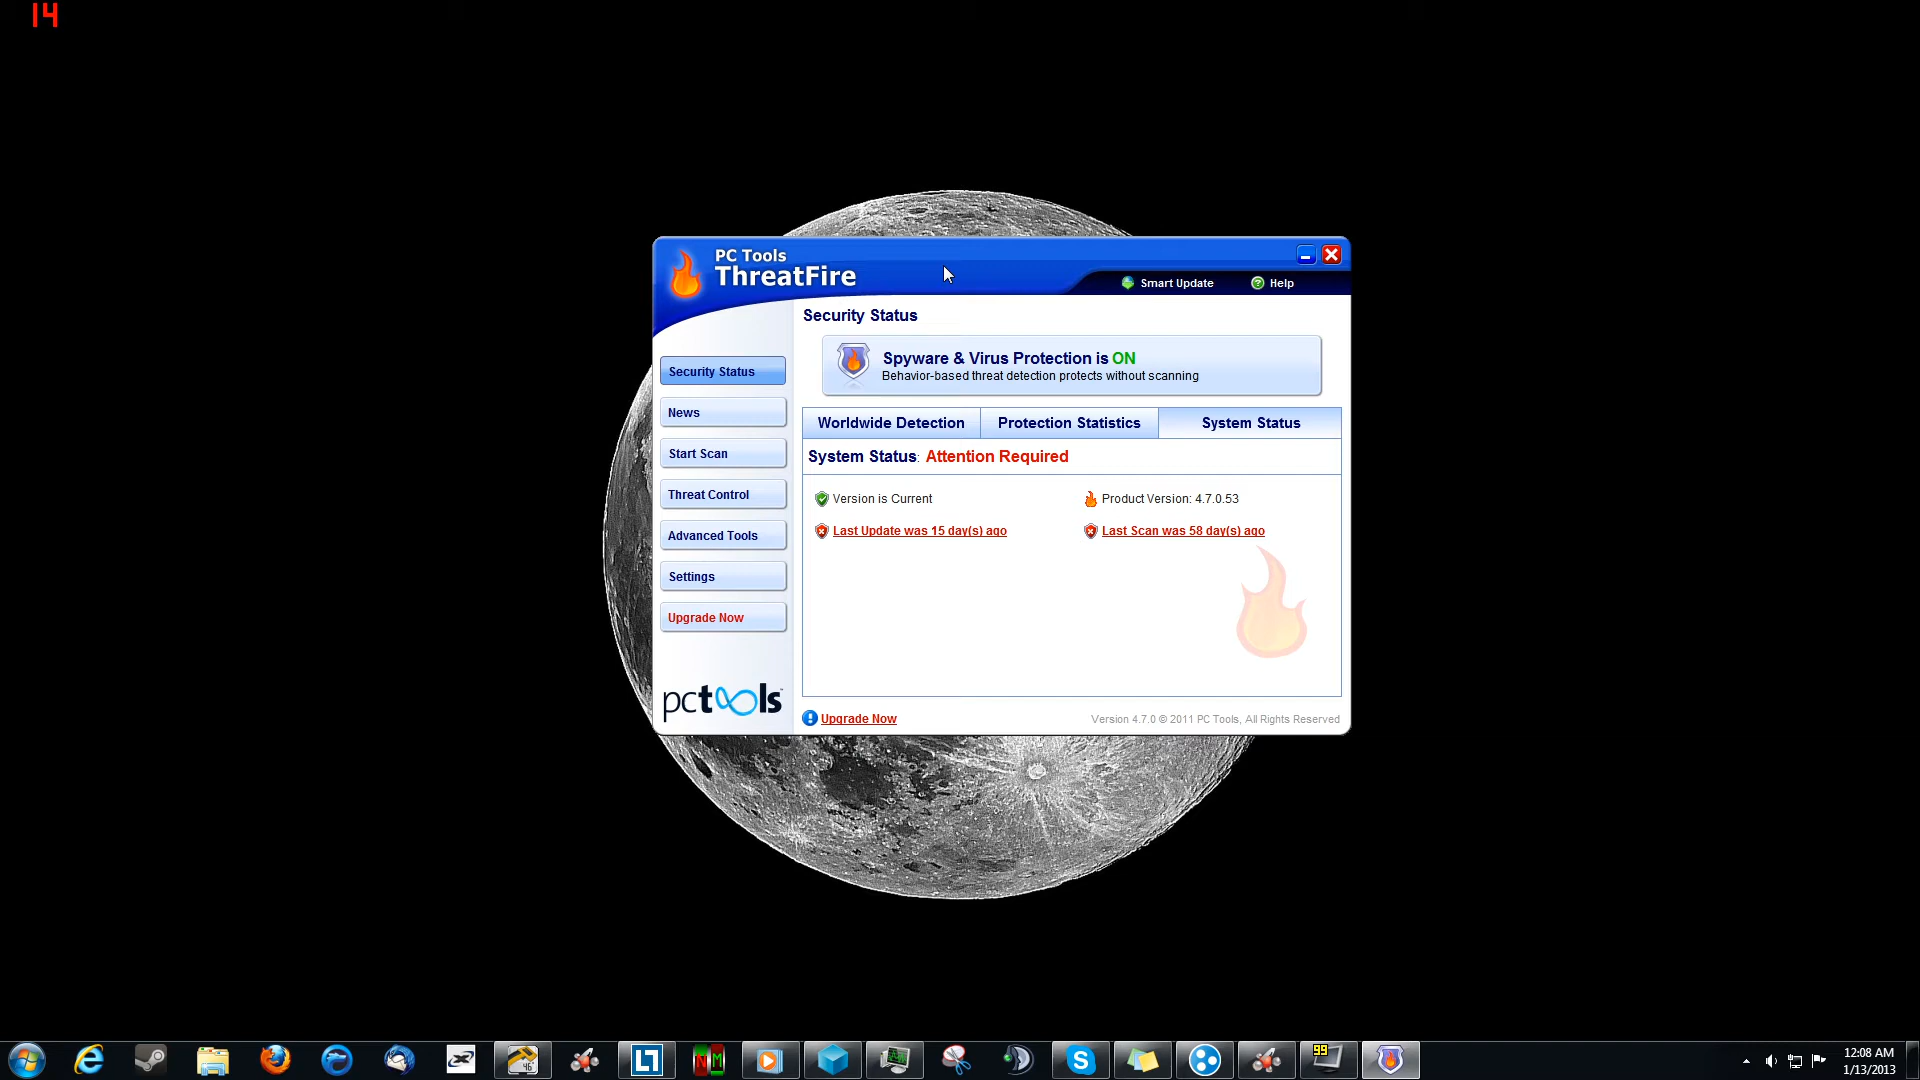 14
PC Tools
ThreatFire
Smart Update
Help
Security Status
Spyware & Virus Protection is ON
Behavior-based threat detection protects without scanning
Security Status
News
Start Scan
Threat Control
Advanced Tools
Settings
Upgrade Now
pctools
Worldwide Detection
Protection Statistics
System Status
System Status: Attention Required
Version is Current
Product Version: 4.7.0.53
Last Update was 15 day(s) ago
Last Scan was 58 day(s) ago
Upgrade Now
Version 4.7.0 © 2011 PC Tools, All Rights Reserved
46°
NM
S
99
12:08 AM
1/13/2013